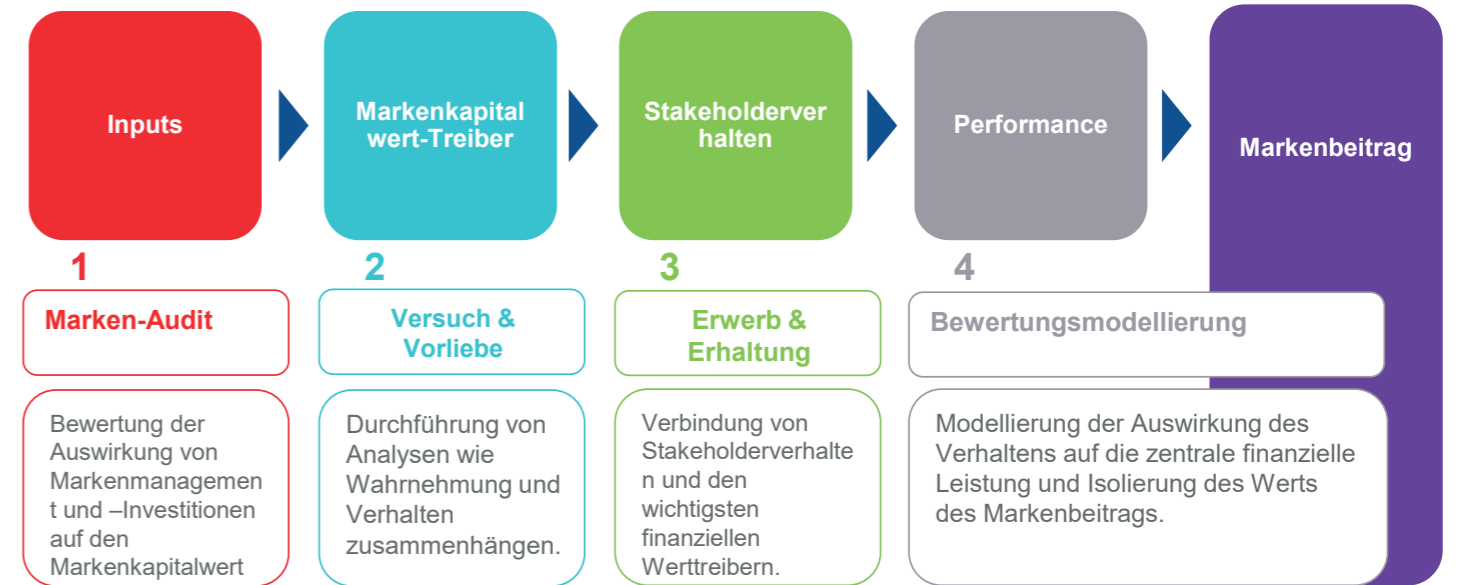 Inputs
Markenkapital
wert-Treiber
Stakeholderver
halten
Performance
Markenbeitrag
1
2
3
4
Marken-Audit
Versuch &
Vorliebe
Erwerb &
Erhaltung
Bewertungsmodellierung
Bewertung der
Auswirkung von
Markenmanagemen
t und –Investitionen
auf den
Markenkapitalwert
Durchführung von
Analysen wie
Wahrnehmung und
Verhalten
zusammenhängen.
Verbindung von
Stakeholderverhalte
n und den
wichtigsten
finanziellen
Werttreibern.
Modellierung der Auswirkung des
Verhaltens auf die zentrale finanzielle
Leistung und Isolierung des Werts
des Markenbeitrags.